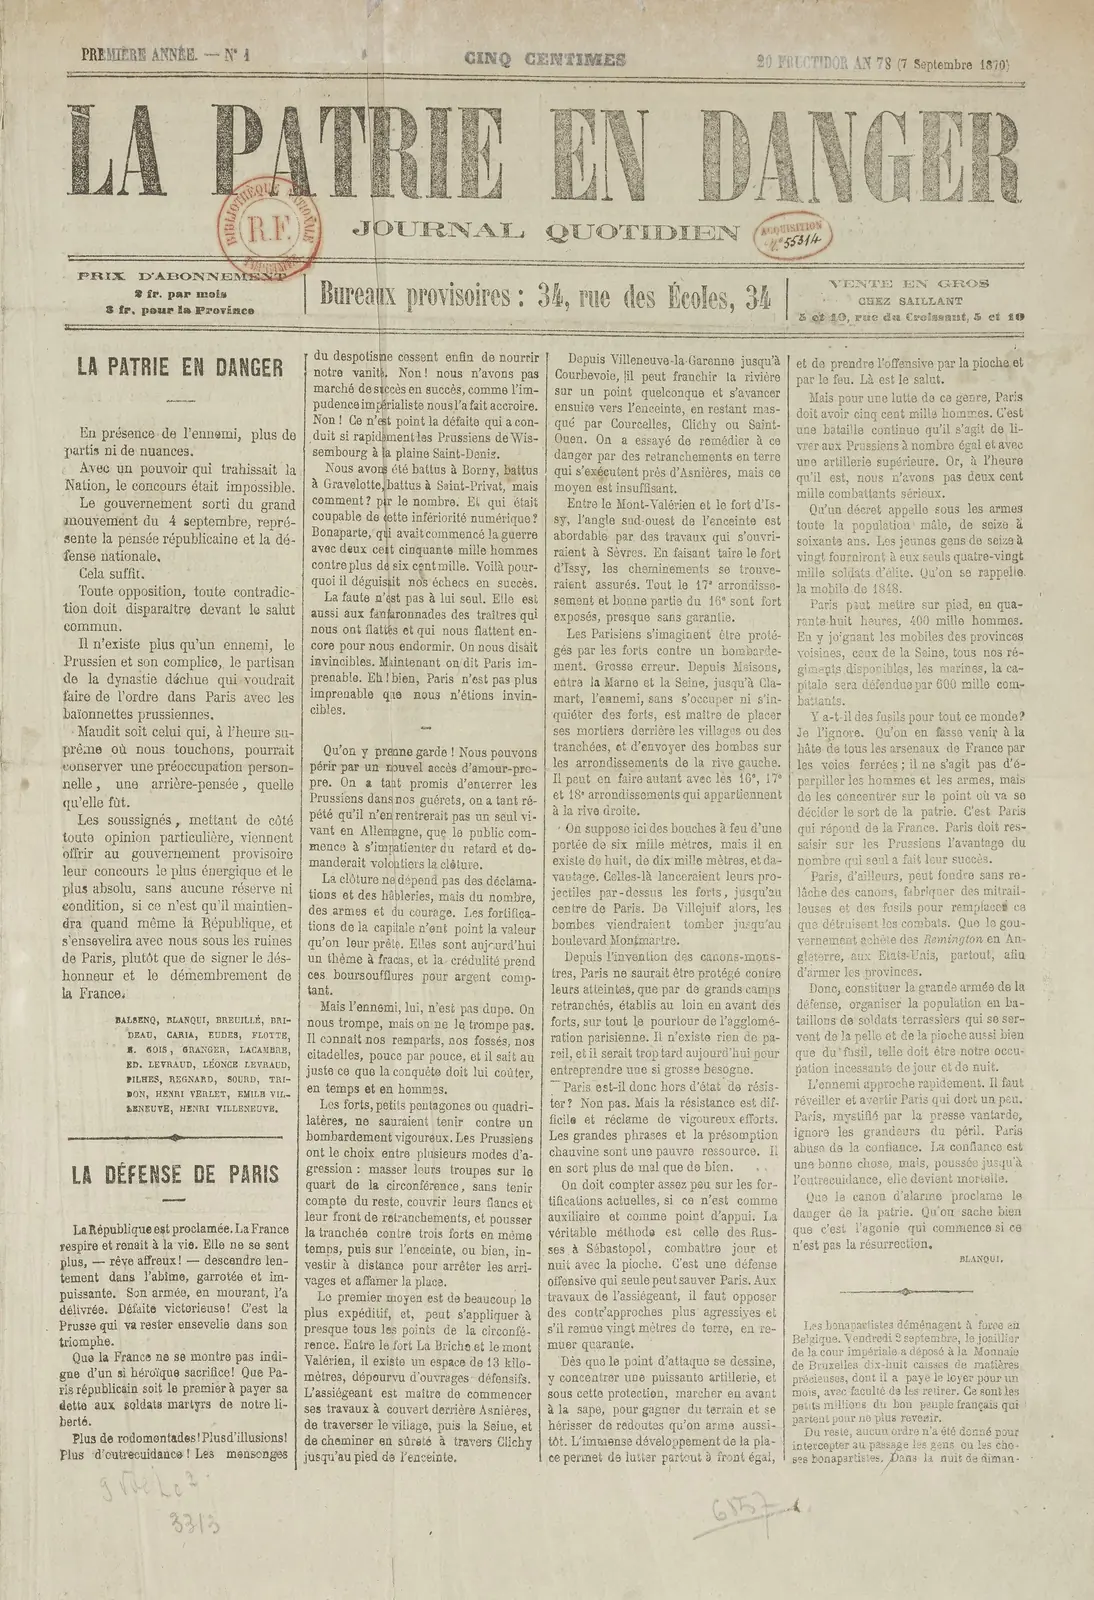 PREMIÈRE ANNÉE. — N° 1
CINQ CENTIMES
20 FRUCTIDOR AN 78 (7 Septembre 1870)
LA PATRIE EN DANGER
JOURNAL QUOTIDIEN
BIBLIOTHÈQUE NATIONALE
R.F.
ACQUISITION
N° 55314
PRIX D'ABONNEMENT
2 fr. par mois
3 fr. pour la Province
Bureaux provisoires : 34, rue des Écoles, 34
VENTE EN GROS
CHEZ SAILLANT
5 et 10, rue du Croissant, 5 et 10
LA PATRIE EN DANGER
En présence de l'ennemi, plus de
partis ni de nuances.
Avec un pouvoir qui trahissait la
Nation, le concours était impossible.
Le gouvernement sorti du grand
mouvement du 4 septembre, repré-
sente la pensée républicaine et la dé-
fense nationale.
Cela suffit.
Toute opposition, toute contradic-
tion doit disparaître devant le salut
commun.
Il n'existe plus qu'un ennemi, le
Prussien et son complice, le partisan
de la dynastie déchue qui voudrait
faire de l'ordre dans Paris avec les
baïonnettes prussiennes.
Maudit soit celui qui, à l'heure su-
prême où nous touchons, pourrait
conserver une préoccupation person-
nelle, une arrière-pensée, quelle
qu'elle fût.
Les soussignés, mettant de côté
toute opinion particulière, viennent
offrir au gouvernement provisoire
leur concours le plus énergique et le
plus absolu, sans aucune réserve ni
condition, si ce n'est qu'il maintien-
dra quand même la République, et
s'ensevelira avec nous sous les ruines
de Paris, plutôt que de signer le dés-
honneur et le démembrement de
la France.
BALSENQ, BLANQUI, BREUILLÉ, BRI-
DEAU, CARIA, EUDES, FLOTTE,
E. GOIS, GRANGER, LACAMBRE,
ED. LEVRAUD, LÉONCE LEVRAUD,
PILHES, REGNARD, SOURD, TRI-
DON, HENRI VERLET, EMILE VIL-
LENEUVE, HENRI VILLENEUVE.
LA DÉFENSE DE PARIS
La République est proclamée. La France
respire et renait à la vie. Elle ne se sent
plus, — rêve affreux! — descendre len-
tement dans l'abîme, garrotée et im-
puissante. Son armée, en mourant, l'a
délivrée. Défaite victorieuse! C'est la
Prusse qui va rester ensevelie dans son
triomphe.
Que la France ne se montre pas indi-
gne d'un si héroïque sacrifice! Que Pa-
ris républicain soit le premier à payer sa
dette aux soldats martyrs de notre li-
berté.
Plus de rodomontades! Plus d'illusions!
Plus d'outrecuidance! Les mensonges
du despotisme cessent enfin de nourrir
notre vanité. Non! nous n'avons pas
marché de succès en succès, comme l'im-
pudence impérialiste nous l'a fait accroire.
Non! Ce n'est point la défaite qui a con-
duit si rapidement les Prussiens de Wis-
sembourg à la plaine Saint-Denis.
Nous avons été battus à Borny, battus
à Gravelotte, battus à Saint-Privat, mais
comment? par le nombre. Et qui était
coupable de cette infériorité numérique?
Bonaparte, qui avait commencé la guerre
avec deux cent cinquante mille hommes
contre plus de six cent mille. Voilà pour-
quoi il déguisait nos échecs en succès.
La faute n'est pas à lui seul. Elle est
aussi aux fanfaronnades des traîtres qui
nous ont flattés et qui nous flattent en-
core pour nous endormir. On nous disait
invincibles. Maintenant on dit Paris im-
prenable. Eh! bien, Paris n'est pas plus
imprenable que nous n'étions invin-
cibles.
Qu'on y prenne garde! Nous pouvons
périr par un nouvel accès d'amour-pro-
pre. On a tant promis d'enterrer les
Prussiens dans nos guérets, on a tant ré-
pété qu'il n'en rentrerait pas un seul vi-
vant en Allemagne, que le public com-
mence à s'impatienter du retard et de-
manderait volontiers la clôture.
La clôture ne dépend pas des déclama-
tions et des hâbleries, mais du nombre,
des armes et du courage. Les fortifica-
tions de la capitale n'ent point la valeur
qu'on leur prête. Elles sont aujourd'hui
un thême à fracas, et la crédulité prend
ces boursoufflures pour argent comp-
tant.
Mais l'ennemi, lui, n'est pas dupe. On
nous trompe, mais on ne le trompe pas.
Il connaît nos remparts, nos fossés, nos
citadelles, pouce par pouce, et il sait au
juste ce que la conquête doit lui coûter,
en temps et en hommes.
Les forts, petits pentagones ou quadri-
latères, ne sauraient tenir contre un
bombardement vigoureux. Les Prussiens
ont le choix entre plusieurs modes d'a-
gression : masser leurs troupes sur le
quart de la circonférence, sans tenir
compte du reste, couvrir leurs flancs et
leur front de retranchements, et pousser
la tranchée contre trois forts en même
temps, puis sur l'enceinte, ou bien, in-
vestir à distance pour arrêter les arri-
vages et affamer la place.
Le premier moyen est de beaucoup le
plus expéditif, et, peut s'appliquer à
presque tous les points de la circonfé-
rence. Entre le fort La Briche et le mont
Valérien, il existe un espace de 13 kilo-
mètres, dépourvu d'ouvrages défensifs.
L'assiégeant est maître de commencer
ses travaux à couvert derrière Asnières,
de traverser le village, puis la Seine, et
de cheminer en sûreté à travers Clichy
jusqu'au pied de l'enceinte.
Depuis Villeneuve-la-Garenne jusqu'à
Courbevoie, il peut franchir la rivière
sur un point quelconque et s'avancer
ensuite vers l'enceinte, en restant mas-
qué par Courcelles, Clichy ou Saint-
Ouen. On a essayé de remédier à ce
danger par des retranchements en terre
qui s'exécutent près d'Asnières, mais ce
moyen est insuffisant.
Entre le Mont-Valérien et le fort d'Is-
sy, l'angle sud-ouest de l'enceinte est
abordable par des travaux qui s'ouvri-
raient à Sèvres. En faisant taire le fort
d'Issy, les cheminements se trouve-
raient assurés. Tout le 17e arrondisse-
sement et bonne partie du 16e sont fort
exposés, presque sans garantie.
Les Parisiens s'imaginent être proté-
gés par les forts contre un bombarde-
ment. Grosse erreur. Depuis Maisons,
entre la Marne et la Seine, jusqu'à Cla-
mart, l'ennemi, sans s'occuper ni s'in-
quiéter des forts, est maître de placer
ses mortiers derrière les villages ou des
tranchées, et d'envoyer des bombes sur
les arrondissements de la rive gauche.
Il peut en faire autant avec les 16e, 17e
et 18e arrondissements qui appartiennent
à la rive droite.
On suppose ici des bouches à feu d'une
portée de six mille mètres, mais il en
existe de huit, de dix mille mètres, et da-
vantage. Celles-là lanceraient leurs pro-
jectiles par-dessus les forts, jusqu'au
centre de Paris. De Villejuif alors, les
bombes viendraient tomber jusqu'au
boulevard Montmartre.
Depuis l'invention des canons-mons-
tres, Paris ne saurait être protégé contre
leurs atteintes, que par de grands camps
retranchés, établis au loin en avant des
forts, sur tout le pourtour de l'agglomé-
ration parisienne. Il n'existe rien de pa-
reil, et il serait trop tard aujourd'hui pour
entreprendre une si grosse besogne.
Paris est-il donc hors d'état de résis-
ter? Non pas. Mais la résistance est dif-
ficile et réclame de vigoureux efforts.
Les grandes phrases et la présomption
chauvine sont une pauvre ressource. Il
en sort plus de mal que de bien.
On doit compter assez peu sur les for-
tifications actuelles, si ce n'est comme
auxiliaire et comme point d'appui. La
véritable méthode est celle des Rus-
ses à Sébastopol, combattre jour et
nuit avec la pioche. C'est une défense
offensive qui seule peut sauver Paris. Aux
travaux de l'assiégeant, il faut opposer
des contr'approches plus agressives et
s'il remue vingt mètres de terre, en re-
muer quarante.
Dès que le point d'attaque se dessine,
y concentrer une puissante artillerie, et
sous cette protection, marcher en avant
à la sape, pour gagner du terrain et se
hérisser de redoutes qu'on arme aussi-
tôt. L'immense développement de la pla-
ce permet de lutter partout à front égal,
et de prendre l'offensive par la pioche et
par le feu. Là est le salut.
Mais pour une lutte de ce genre, Paris
doit avoir cinq cent mille hommes. C'est
une bataille continue qu'il s'agit de li-
vrer aux Prussiens à nombre égal et avec
une artillerie supérieure. Or, à l'heure
qu'il est, nous n'avons pas deux cent
mille combattants sérieux.
Qu'un décret appelle sous les armes
toute la population mâle, de seize à
soixante ans. Les jeunes gens de seize à
vingt fourniront à eux seuls quatre-vingt
mille soldats d'élite. Qu'on se rappelle
la mobile de 1848.
Paris peut mettre sur pied, en qua-
rante-huit heures, 400 mille hommes.
En y joignant les mobiles des provinces
voisines, ceux de la Seine, tous nos ré-
giments disponibles, les marins, la ca-
pitale sera défendue par 600 mille com-
battants.
Y a-t-il des fusils pour tout ce monde?
Je l'ignore. Qu'on en fasse venir à la
hâte de tous les arsenaux de France par
les voies ferrées ; il ne s'agit pas d'é-
parpiller les hommes et les armes, mais
de les concentrer sur le point où va se
décider le sort de la patrie. C'est Paris
qui répond de la France. Paris doit res-
saisir sur les Prussiens l'avantage du
nombre qui seul a fait leur succès.
Paris, d'ailleurs, peut fondre sans re-
lâche des canons, fabriquer des mitrail-
leuses et des fusils pour remplacer ce
que détruisent les combats. Que le gou-
vernement achète des Remington en An-
gleterre, aux Etats-Unis, partout, afin
d'armer les provinces.
Donc, constituer la grande armée de la
défense, organiser la population en ba-
taillons de soldats terrassiers qui se ser-
vent de la pelle et de la pioche aussi bien
que du fusil, telle doit être notre occu-
pation incessante de jour et de nuit.
L'ennemi approche rapidement. Il faut
réveiller et avertir Paris qui dort un peu.
Paris, mystifié par la presse vantarde,
ignore les grandeurs du péril. Paris
abuse de la confiance. La confiance est
une bonne chose, mais, poussée jusqu'à
l'outrecuidance, elle devient mortelle.
Que le canon d'alarme proclame le
danger de la patrie. Qu'on sache bien
que c'est l'agonie qui commence si ce
n'est pas la résurrection.
BLANQUI.
Les bonapartistes déménagent à force en
Belgique. Vendredi 2 septembre, le joaillier
de la cour impériale a déposé à la Monnaie
de Bruxelles dix-huit caisses de matières
précieuses, dont il a payé le loyer pour un
mois, avec faculté de les retirer. Ce sont les
petits millions du bon peuple français qui
partent pour ne plus revenir.
Du reste, aucun ordre n'a été donné pour
intercepter au passage les gens ou les cho-
ses bonapartistes. Dans la nuit de diman-
3313
6857